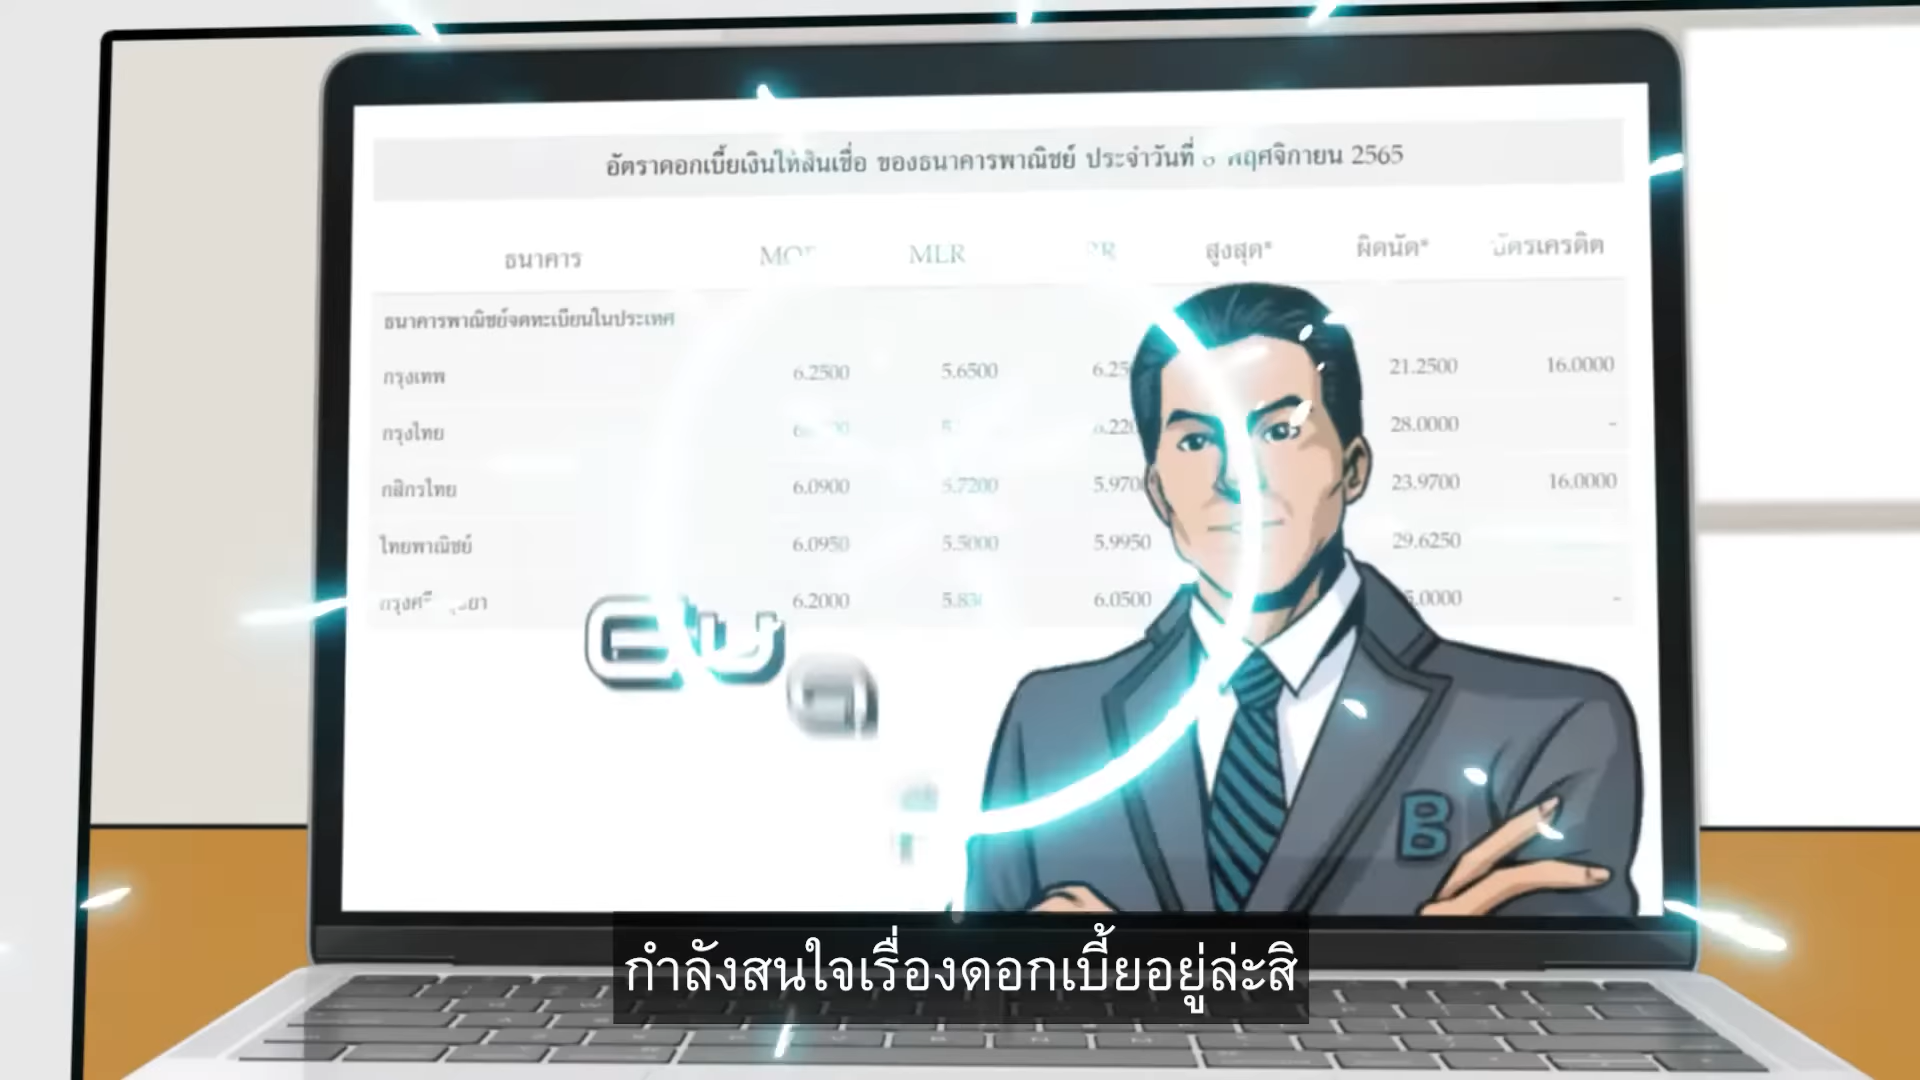 อัตราดอกเบี้ยเงินให้สินเชื่อ ของธนาคารพาณิชย์ ประจำวันที่ พฤศจิกายน 2565
ธนาคาร MLR สูงสุด* ผิดนัด* บัตรเครดิต
ธนาคารพาณิชย์จดทะเบียนในประเทศ
กรุงเทพ 6.2500 5.6500 21.2500 16.0000
กรุงไทย 28.0000 -
กสิกรไทย 6.0900 5.7200 23.9700 16.0000
ไทยพาณิชย์ 6.0950 5.5000 5.9950 29.6250
6.2000 6.0500 -
B
กำลังสนใจเรื่องดอกเบี้ยอยู่ล่ะสิ